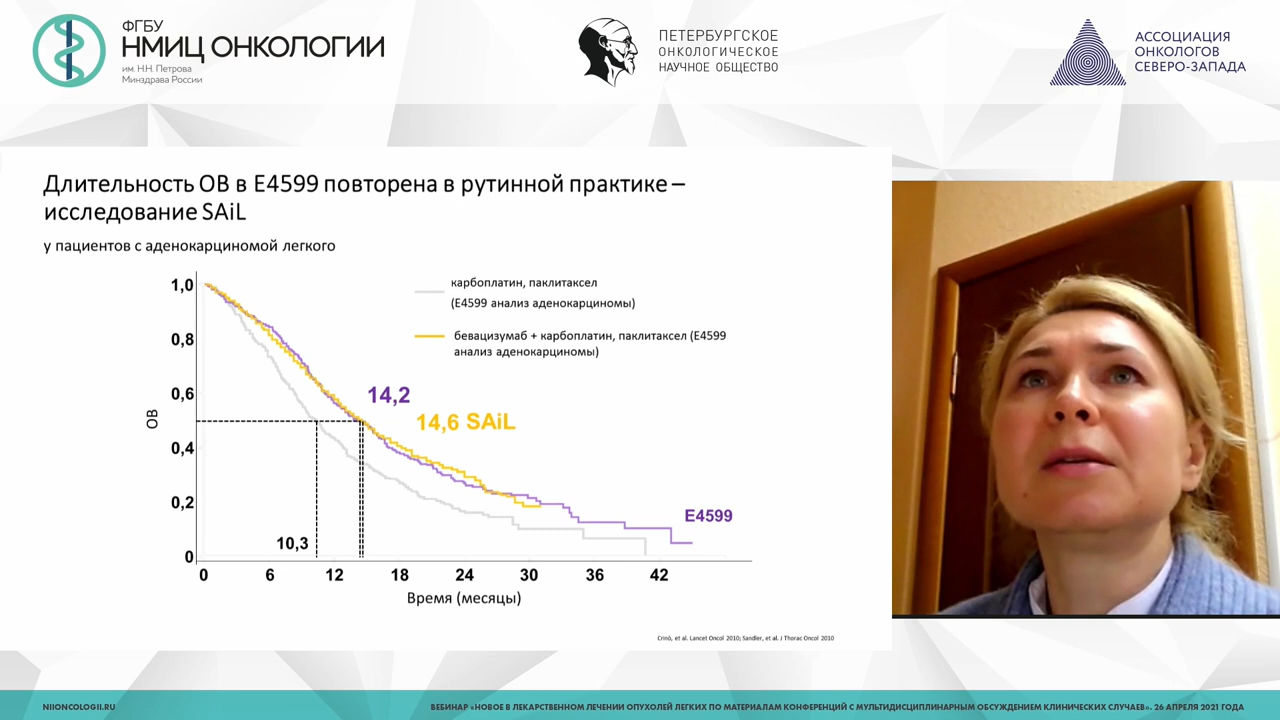 ФГБУ
НМИЦ ОНКОЛОГИИ
им. Н.Н. Петрова
Минздрава России
ПЕТЕРБУРГСКОЕ
ОНКОЛОГИЧЕСКОЕ
НАУЧНОЕ ОБЩЕСТВО
АССОЦИАЦИЯ
ОНКОЛОГОВ
СЕВЕРО-ЗАПАДА
Длительность ОВ в E4599 повторена в рутинной практике –
исследование SAiL
у пациентов с аденокарциномой легкого
карбоплатин, паклитаксел
(E4599 анализ аденокарциномы)
бевацизумаб + карбоплатин, паклитаксел (E4599
анализ аденокарциномы)
1,0
0,8
0,6
0,4
0,2
0
ОВ
14,2
14,6 SAiL
10,3
E4599
0 6 12 18 24 30 36 42
Время (месяцы)
Crinò, et al. Lancet Oncol 2010; Sandler, et al. J Thorac Oncol 2010
NIIONCOLOGII.RU
ВЕБИНАР «НОВОЕ В ЛЕКАРСТВЕННОМ ЛЕЧЕНИИ ОПУХОЛЕЙ ЛЕГКИХ ПО МАТЕРИАЛАМ КОНФЕРЕНЦИЙ С МУЛЬТИДИСЦИПЛИНАРНЫМ ОБСУЖДЕНИЕМ КЛИНИЧЕСКИХ СЛУЧАЕВ». 26 АПРЕЛЯ 2021 ГОДА